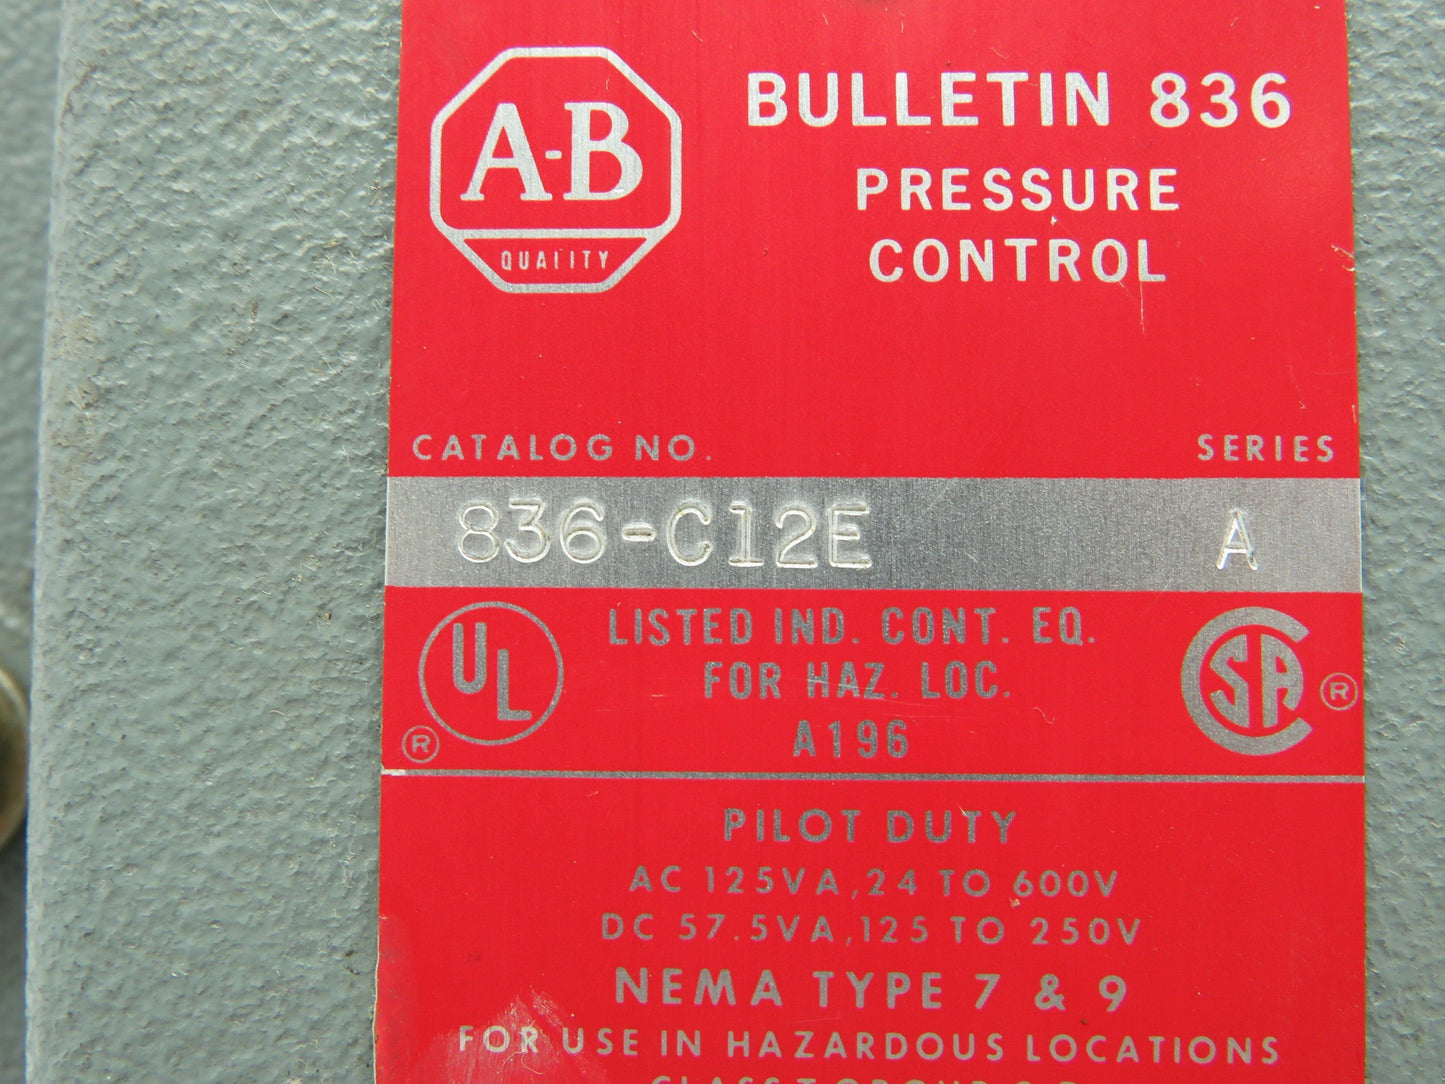 A-B
QUALITY
BULLETIN 836
PRESSURE
CONTROL
CATALOG NO.
SERIES
836-C12E
A
UL
®
LISTED IND. CONT. EQ.
FOR HAZ. LOC.
A196
CSA
®
PILOT DUTY
AC 125VA, 24 TO 600V
DC 57.5VA, 125 TO 250V
NEMA TYPE 7 & 9
FOR USE IN HAZARDOUS LOCATIONS